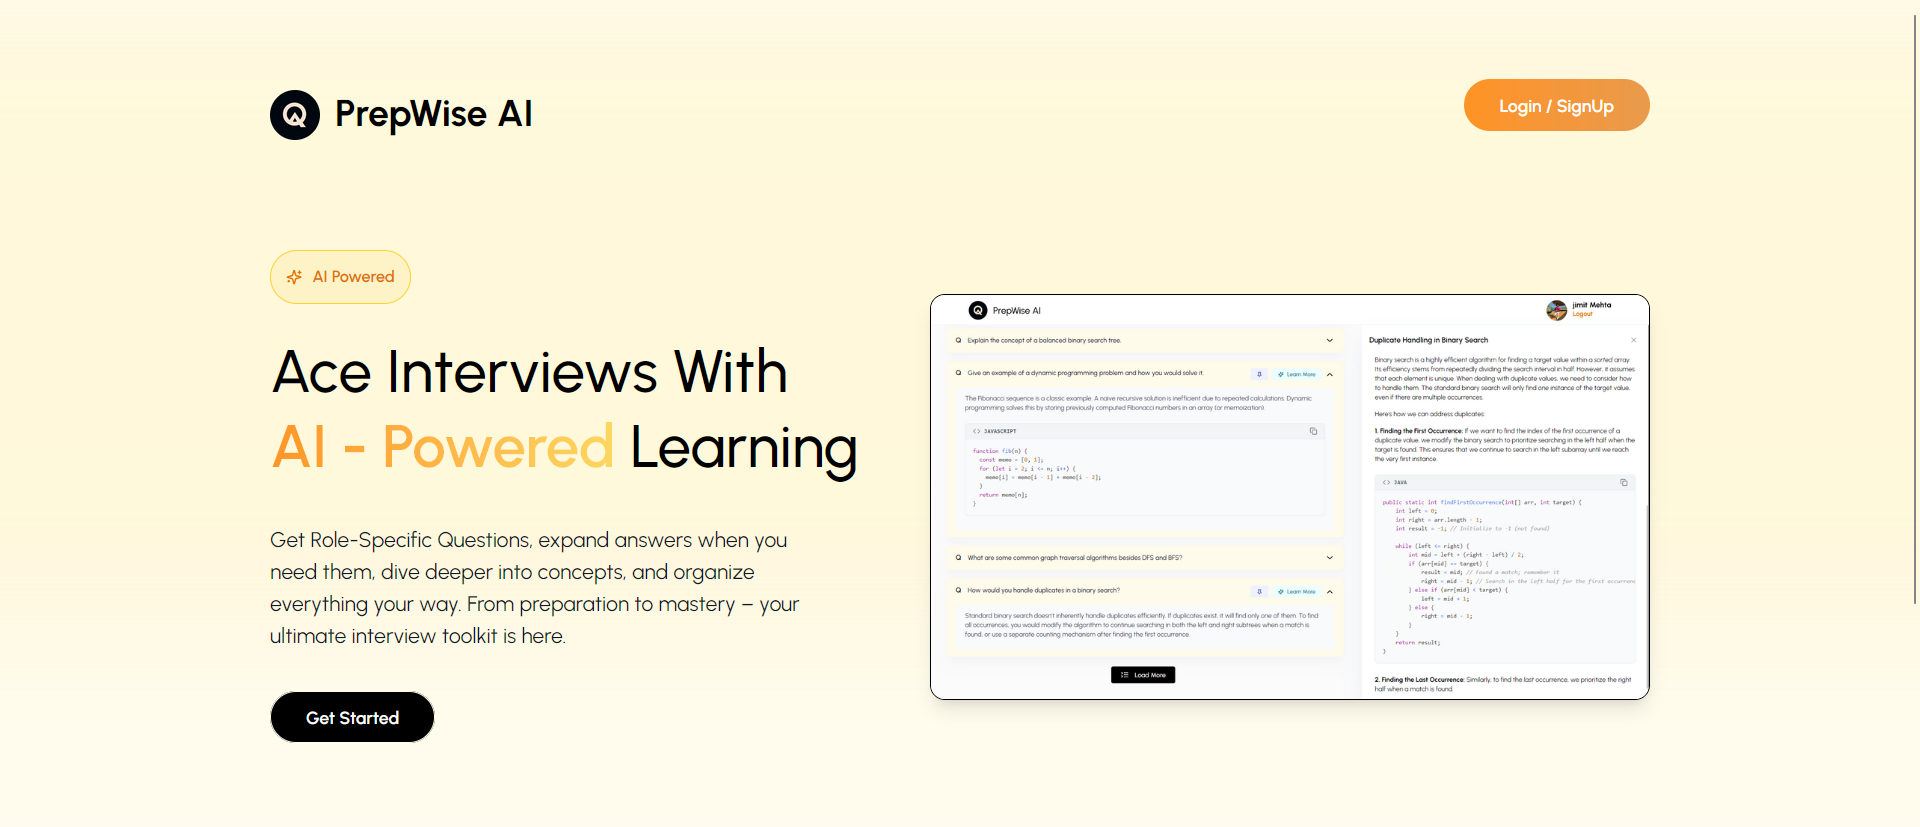 PrepWise AI
Login / SignUp
AI Powered
Ace Interviews With
AI - Powered Learning
Get Role-Specific Questions, expand answers when you
need them, dive deeper into concepts, and organize
everything your way. From preparation to mastery – your
ultimate interview toolkit is here.
Get Started
PrepWise AI
jimit Mehta
Logout
Explain the concept of a balanced binary search tree.
Give an example of a dynamic programming problem and how you would solve it.
Learn More
The Fibonacci sequence is a classic example. A naive recursive solution is inefficient due to repeated calculations. Dynamic
programming solves this by storing previously computed Fibonacci numbers in an array (or memoization).
<> JAVASCRIPT
function fib(n) {
const memo = [0, 1];
for (let i = 2; i <= n; i++) {
memo[i] = memo[i - 1] + memo[i - 2];
}
return memo[n];
}
What are some common graph traversal algorithms besides DFS and BFS?
How would you handle duplicates in a binary search?
Learn More
Standard binary search doesn't inherently handle duplicates efficiently. If duplicates exist, it will find only one of them. To find
all occurrences, you would modify the algorithm to continue searching in both the left and right subtrees when a match is
found, or use a separate counting mechanism after finding the first occurrence.
Load More
Duplicate Handling in Binary Search
Binary search is a highly efficient algorithm for finding a target value within a sorted array.
Its efficiency stems from repeatedly dividing the search interval in half. However, it assumes
that each element is unique. When dealing with duplicate values, we need to consider how
to handle them. The standard binary search will only find one instance of the target value,
even if there are multiple occurrences.
Here's how we can address duplicates:
1. Finding the First Occurrence: If we want to find the index of the first occurrence of a
duplicate value, we modify the binary search to prioritize searching in the left half when the
target is found. This ensures that we continue to search in the left subarray until we reach
the very first instance.
<> JAVA
public static int findFirstOccurrence(int[] arr, int target) {
int left = 0;
int right = arr.length - 1;
int result = -1; // Initialize to -1 (not found)
while (left <= right) {
int mid = left + (right - left) / 2;
if (arr[mid] == target) {
result = mid; // Found a match; remember it
right = mid - 1; // Search in the left half for the first occurrenc
} else if (arr[mid] < target) {
left = mid + 1;
} else {
right = mid - 1;
}
}
return result;
}
2. Finding the Last Occurrence: Similarly, to find the last occurrence, we prioritize the right
half when a match is found.